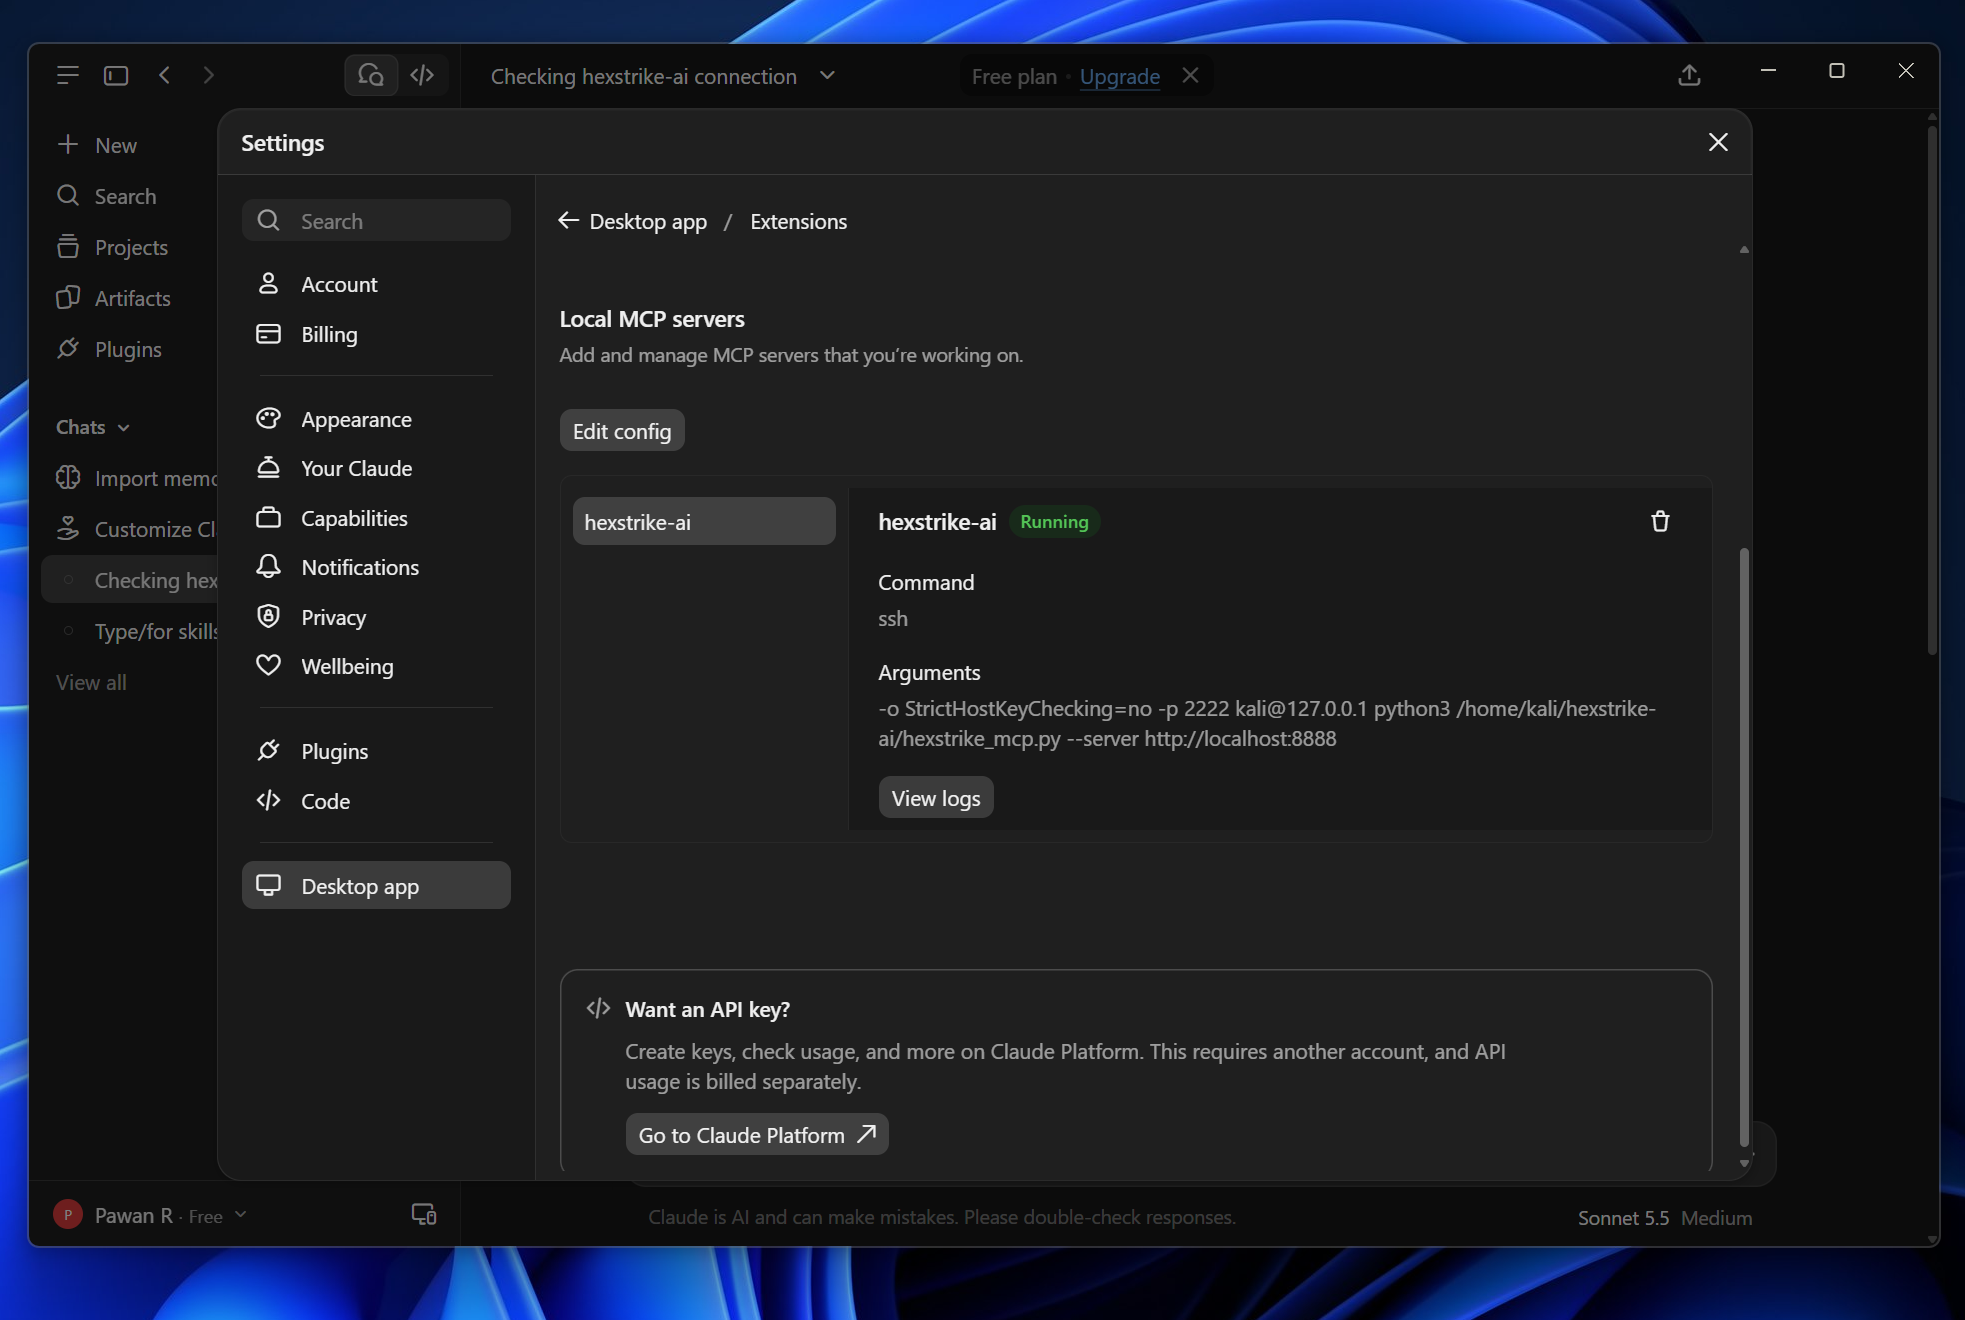 Checking hexstrike-ai connection
Free plan · Upgrade
New
Search
Projects
Artifacts
Plugins
Chats
Import memo
Customize Cl
Checking hex
Type/for skills
View all
Settings
Search
Account
Billing
Appearance
Your Claude
Capabilities
Notifications
Privacy
Wellbeing
Plugins
Code
Desktop app
Desktop app / Extensions
Local MCP servers
Add and manage MCP servers that you’re working on.
Edit config
hexstrike-ai
hexstrike-ai Running
Command
ssh
Arguments
-o StrictHostKeyChecking=no -p 2222 kali@127.0.0.1 python3 /home/kali/hexstrike-
ai/hexstrike_mcp.py --server http://localhost:8888
View logs
Want an API key?
Create keys, check usage, and more on Claude Platform. This requires another account, and API
usage is billed separately.
Go to Claude Platform
P Pawan R · Free
Claude is AI and can make mistakes. Please double-check responses.
Sonnet 5.5 Medium